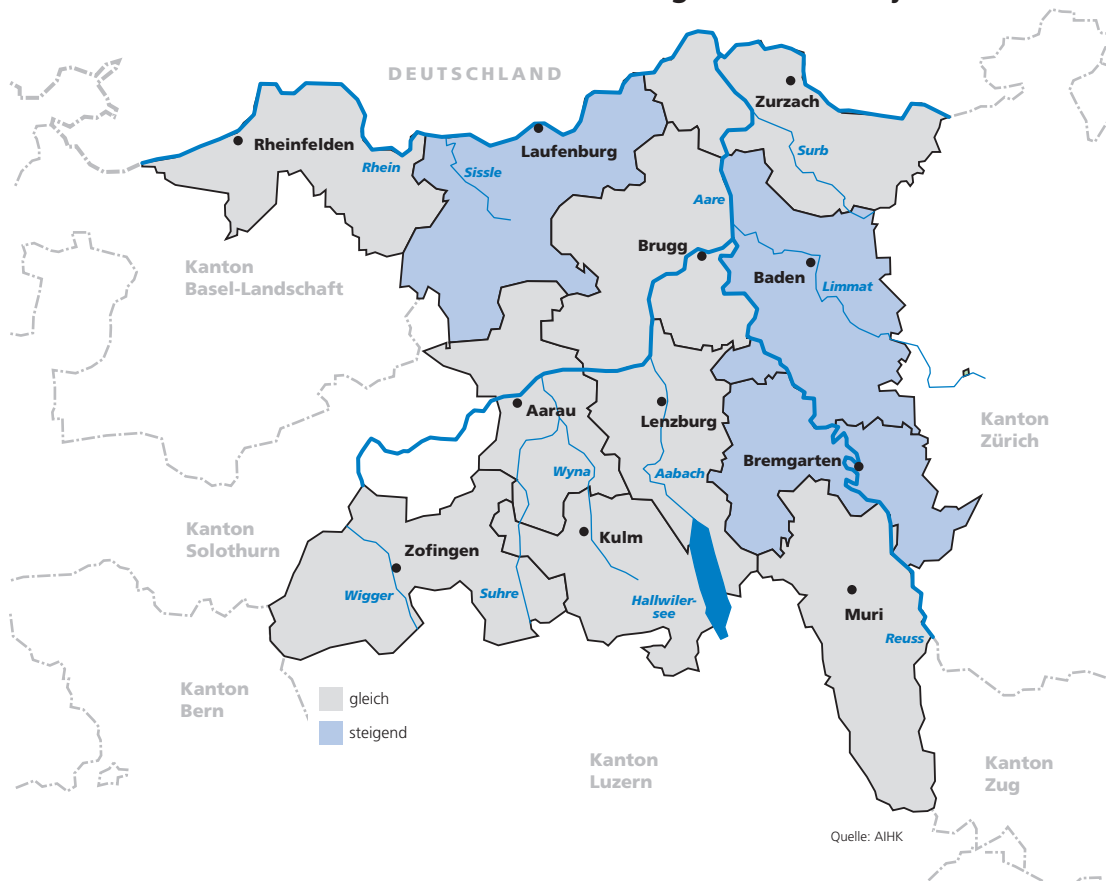 DEUTSCHLAND
Zurzach
Rheinfelden
Laufenburg
Surb
Rhein
Sissle
Aare
Brugg
Kanton
Basel-Landschaft
Baden
Limmat
Aarau
Lenzburg
Kanton
Zürich
Bremgarten
Wyna
Aabach
Kanton
Solothurn
Kulm
Zofingen
Wigger
Suhre
Hallwiler-
see
Muri
Reuss
Kanton
Bern
gleich
steigend
Kanton
Luzern
Kanton
Zug
Quelle: AIHK